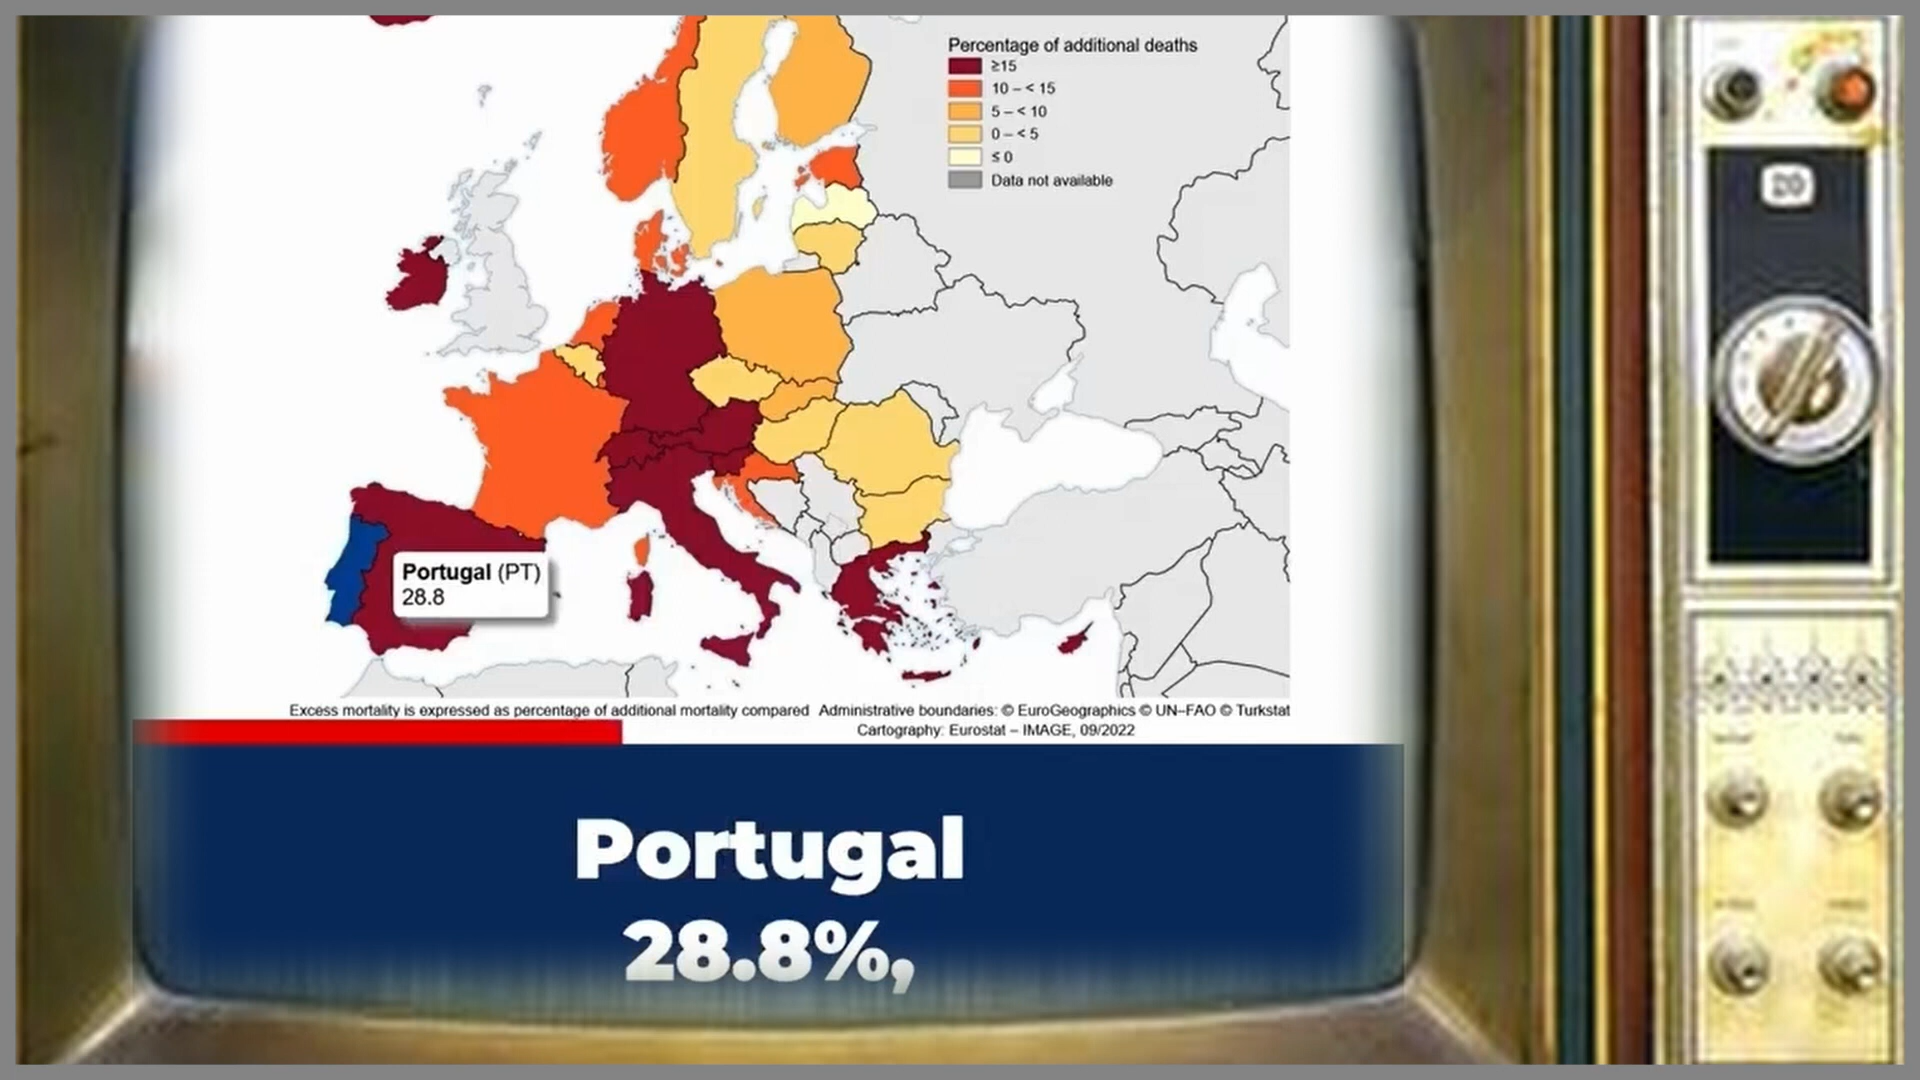 Percentage of additional deaths
≥15
10 – < 15
5 – < 10
0 – < 5
≤ 0
Data not available
20
Portugal (PT)
28.8
Excess mortality is expressed as percentage of additional mortality compared
Administrative boundaries: © EuroGeographics © UN–FAO © Turkstat
Cartography: Eurostat – IMAGE, 09/2022
Portugal
28.8%,